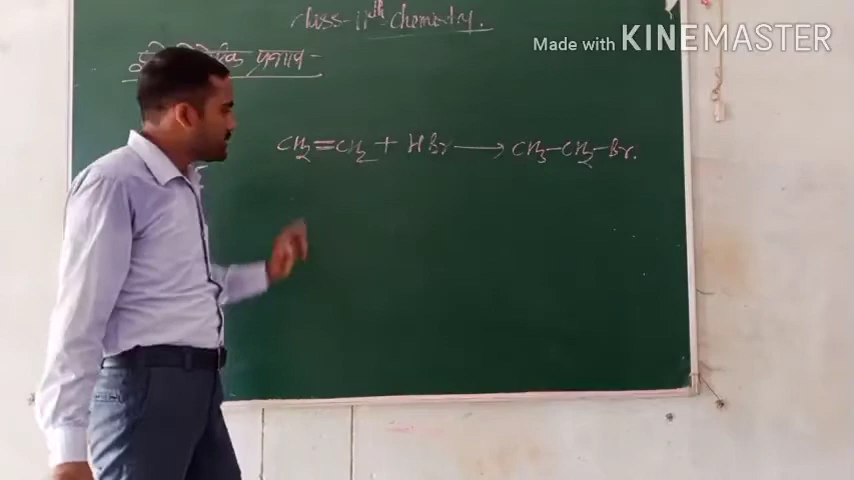 class-11th chemistry.
Made with KINEMASTER
प्रभाव -
CH2=CH2 + HBr → CH3-CH2-Br.